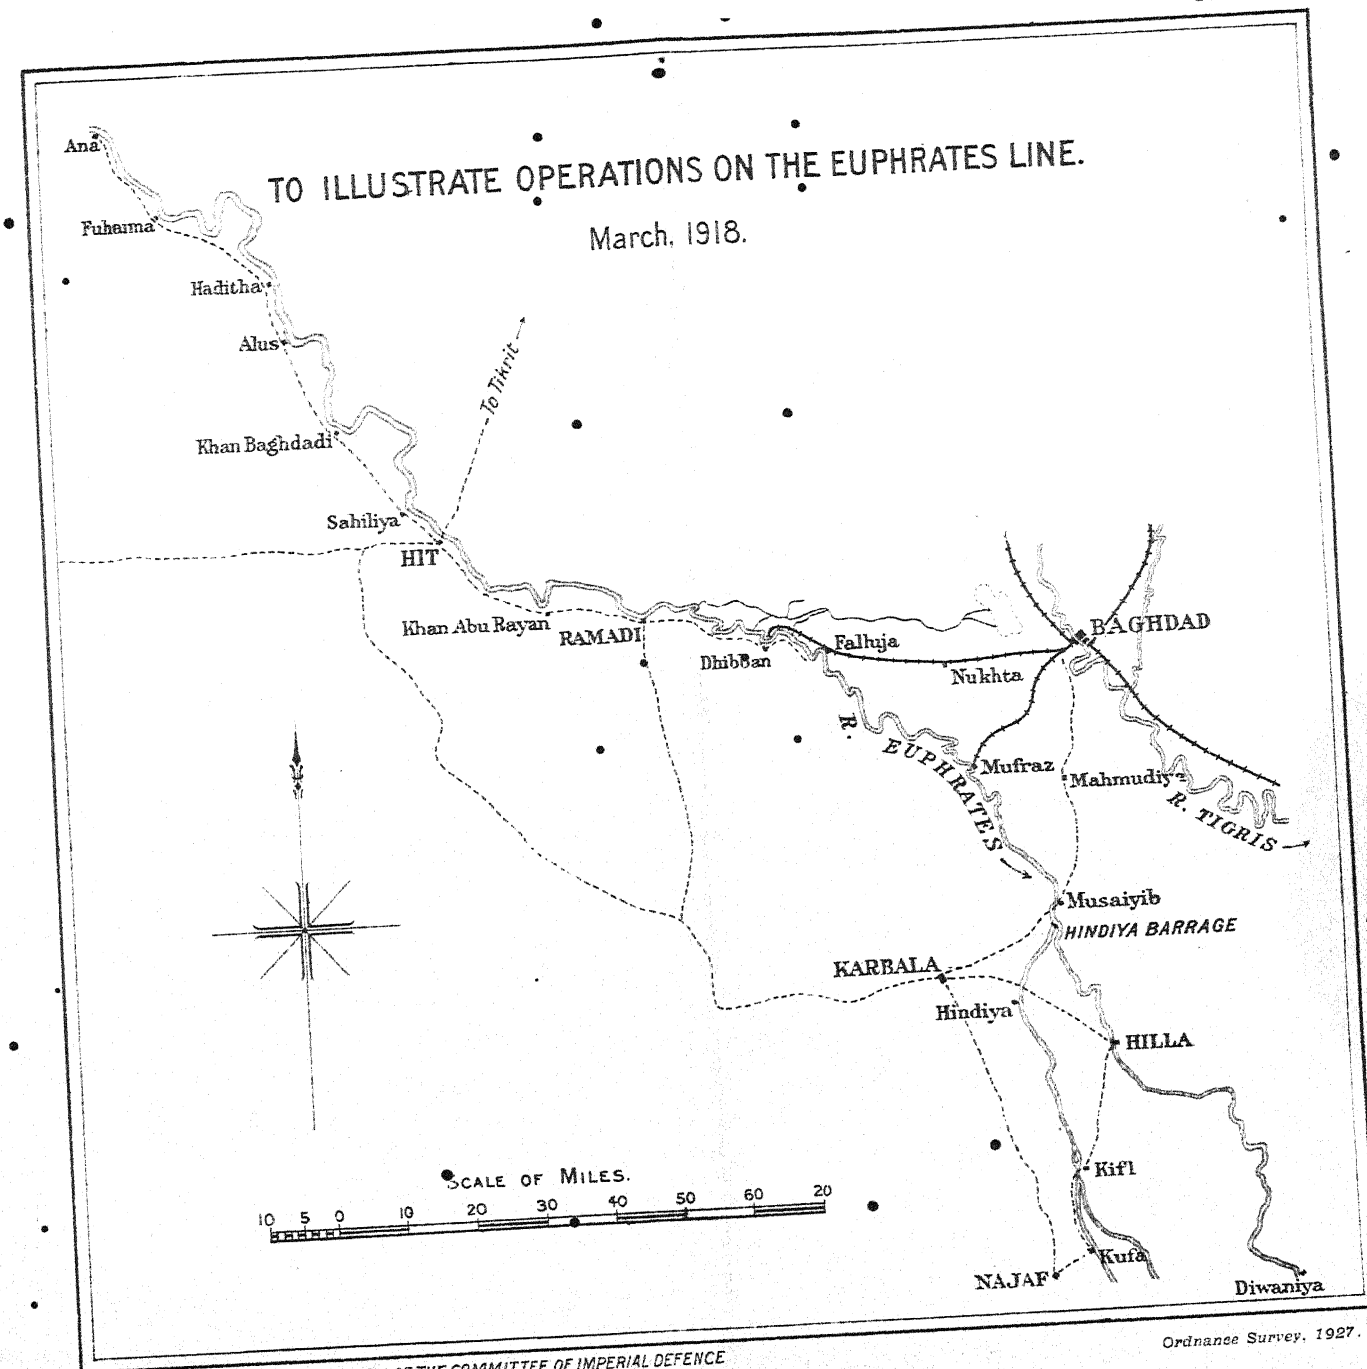 TO ILLUSTRATE OPERATIONS ON THE EUPHRATES LINE.
March, 1918.
Ana
Fuhaima
Haditha
Alus
To Tikrit
Khan Baghdadi
Sahiliya
HIT
Khan Abu Rayan
RAMADI
Dhibban
Falluja
Nukhta
BAGHDAD
R. EUPHRATES
Mufraz
Mahmudiya
R. TIGRIS
Musaiyib
HINDIYA BARRAGE
KARBALA
Hindiya
HILLA
Kifl
Kufa
NAJAF
Diwaniya
SCALE OF MILES.
10 5 0 10 20 30 40 50 60 20
THE COMMITTEE OF IMPERIAL DEFENCE
Ordnance Survey, 1927.